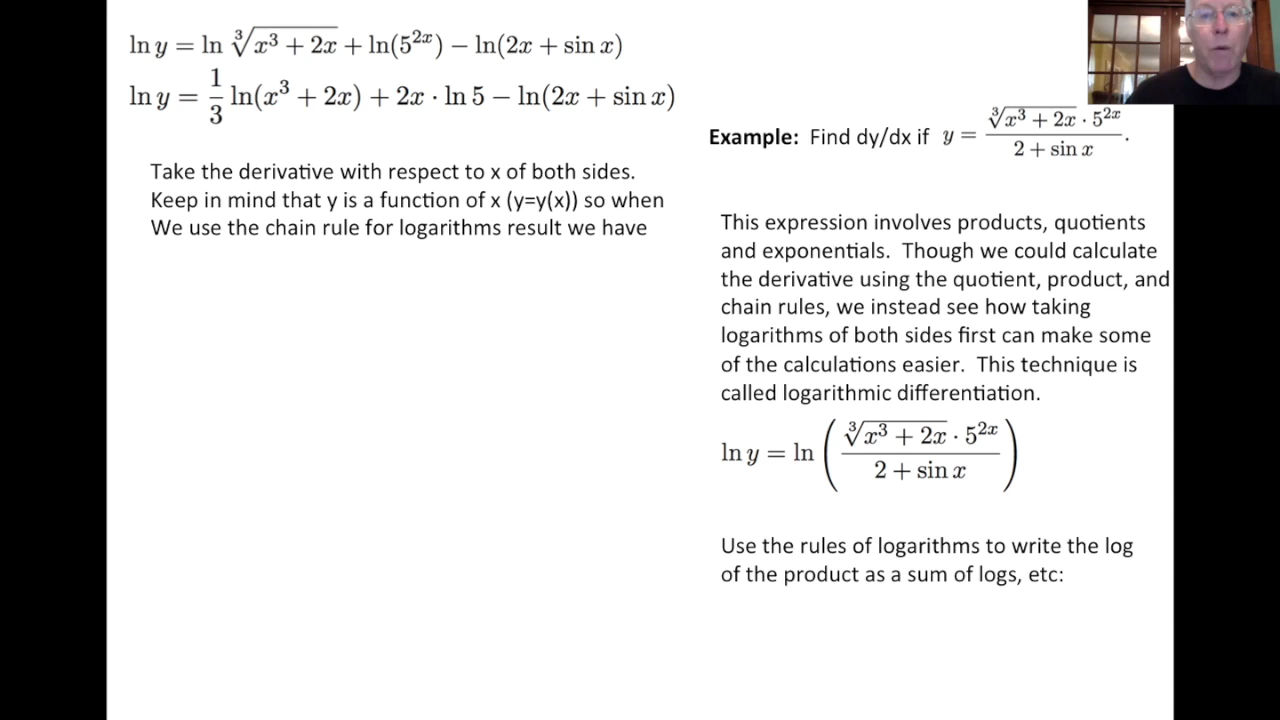 ln y = ln ∛(x³ + 2x) + ln(5²ˣ) − ln(2x + sin x)
ln y = 1/3 ln(x³ + 2x) + 2x · ln 5 − ln(2x + sin x)
Take the derivative with respect to x of both sides.
Keep in mind that y is a function of x (y=y(x)) so when
We use the chain rule for logarithms result we have
Example: Find dy/dx if y = (∛(x³ + 2x) · 5²ˣ) / (2 + sin x).
This expression involves products, quotients
and exponentials. Though we could calculate
the derivative using the quotient, product, and
chain rules, we instead see how taking
logarithms of both sides first can make some
of the calculations easier. This technique is
called logarithmic differentiation.
ln y = ln ( (∛(x³ + 2x) · 5²ˣ) / (2 + sin x) )
Use the rules of logarithms to write the log
of the product as a sum of logs, etc: